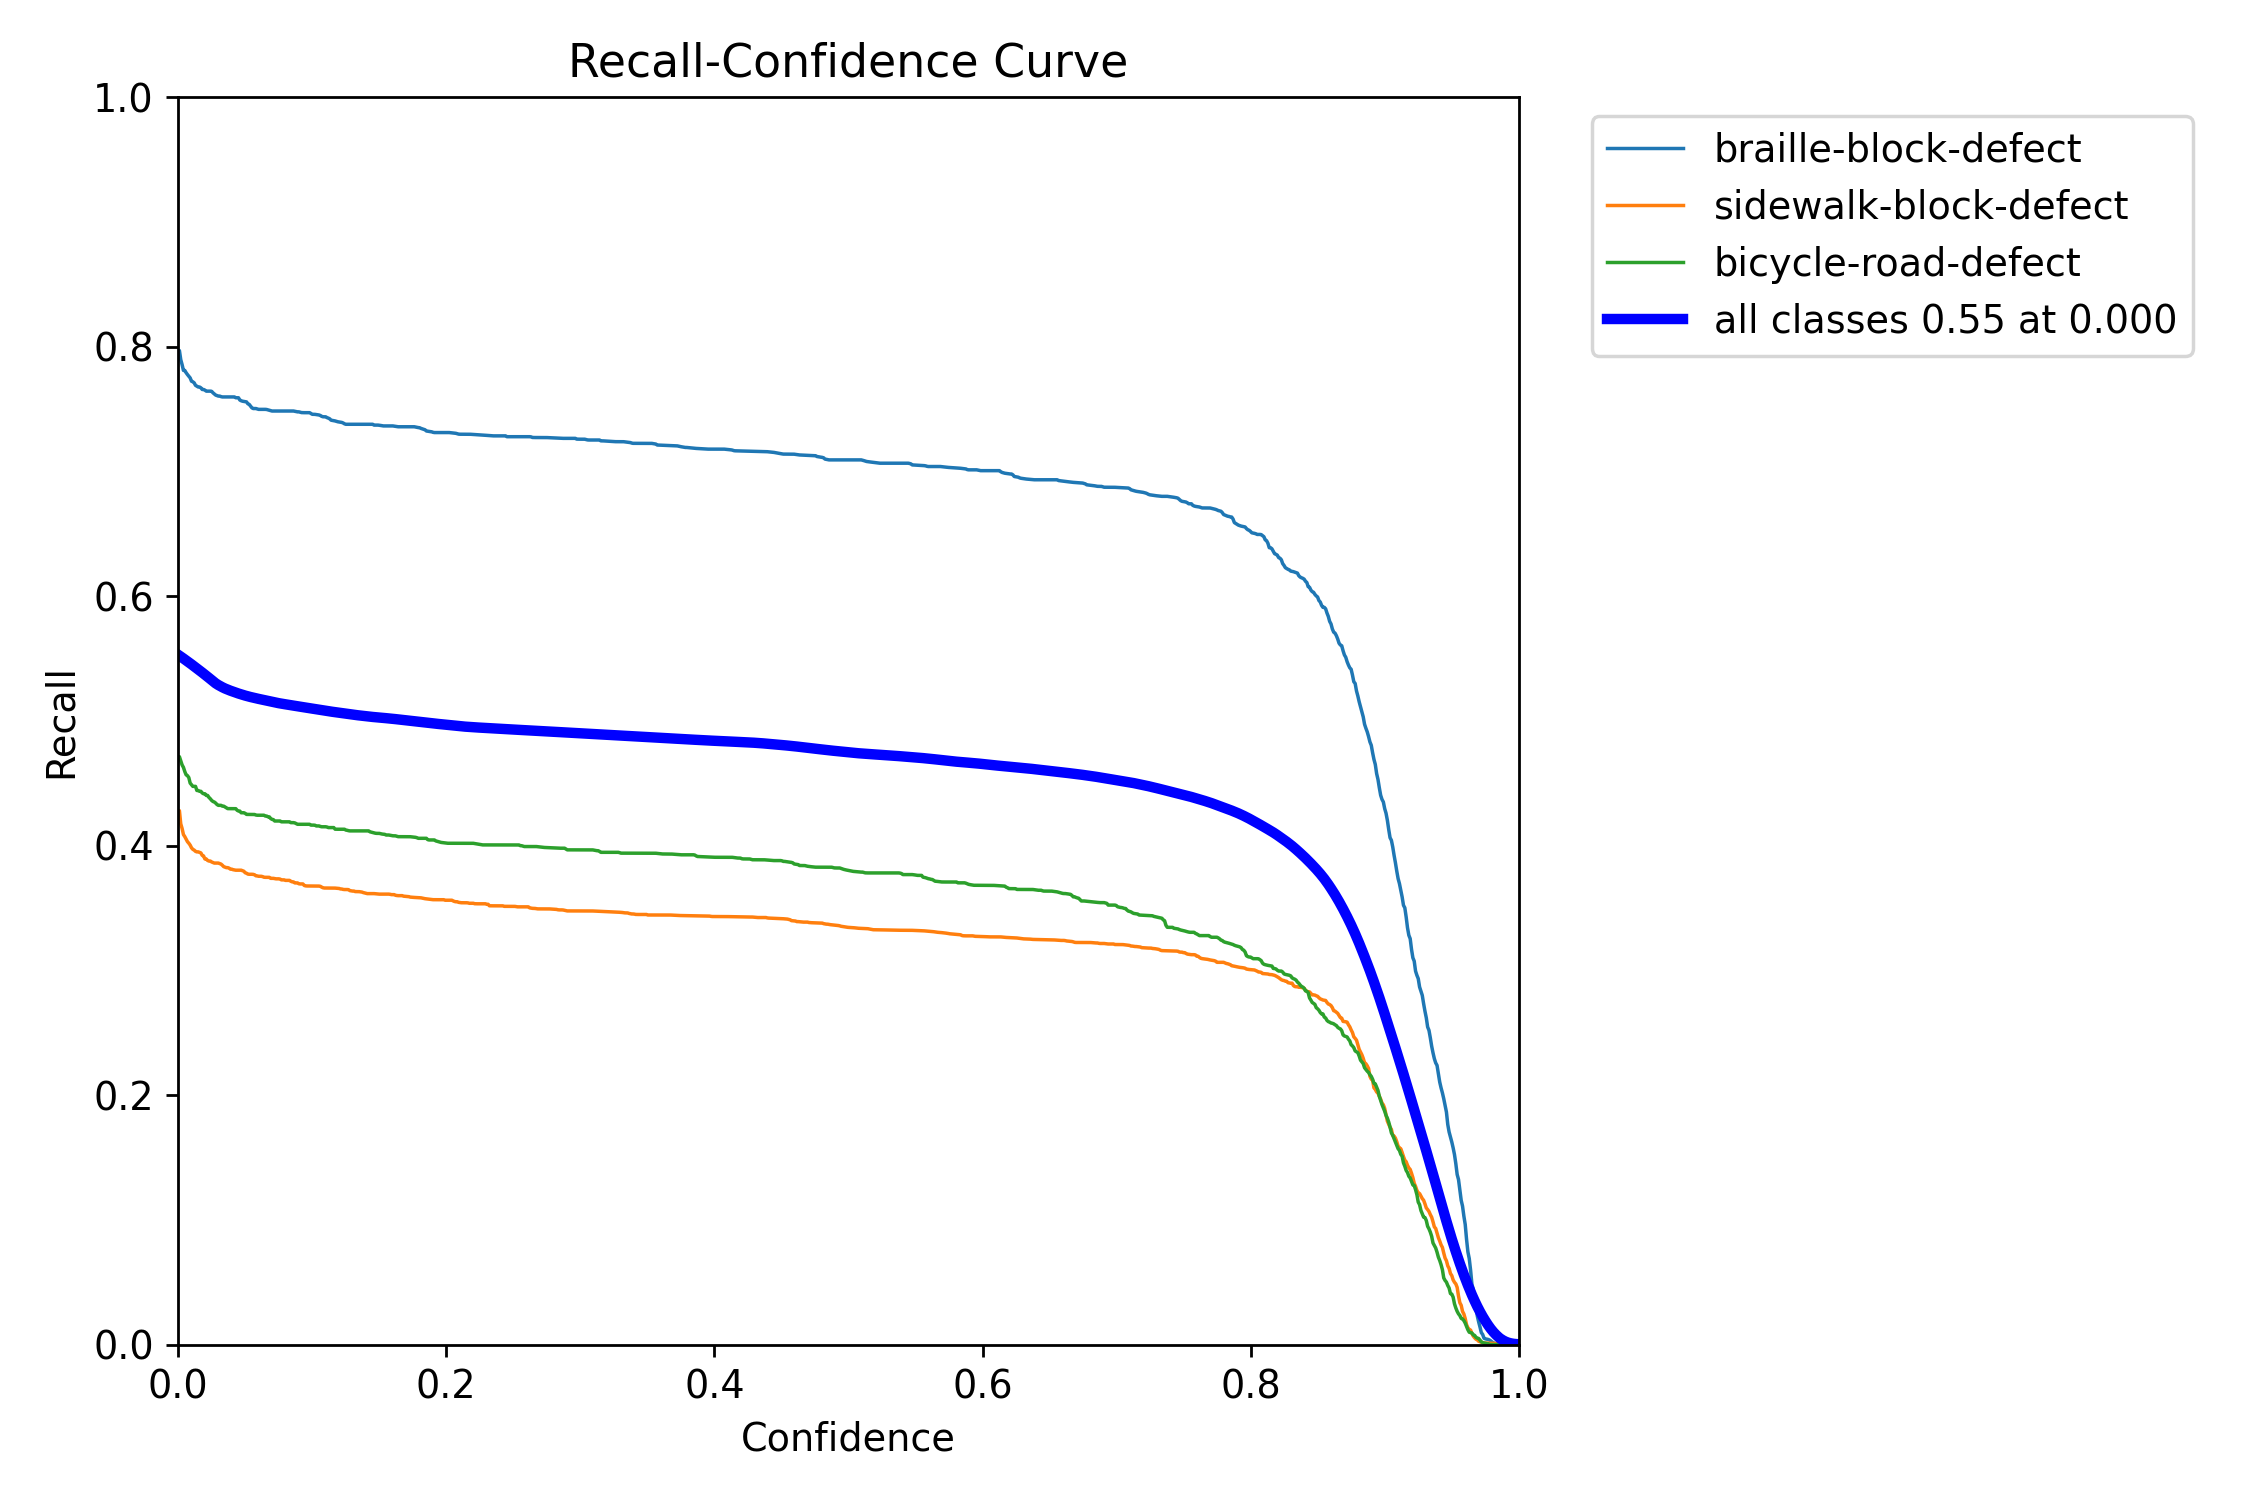 Recall-Confidence Curve
1.0
0.8
0.6
0.4
0.2
0.0
Recall
0.0 0.2 0.4 0.6 0.8 1.0
Confidence
braille-block-defect
sidewalk-block-defect
bicycle-road-defect
all classes 0.55 at 0.000